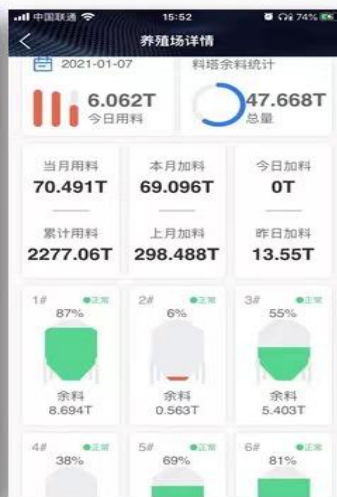 中国联通 15:52 74%
养殖场详情
2021-01-07 料塔余料统计
6.062T 47.668T
今日用料 总量
当月用料 本月加料 今日加料
70.491T 69.096T 0T
累计用料 上月加料 昨日加料
2277.06T 298.488T 13.55T
1# 正常 2# 正常 3# 正常
87% 6% 55%
余料 余料 余料
8.694T 0.563T 5.403T
4# 正常 5# 正常 6# 正常
38% 69% 81%